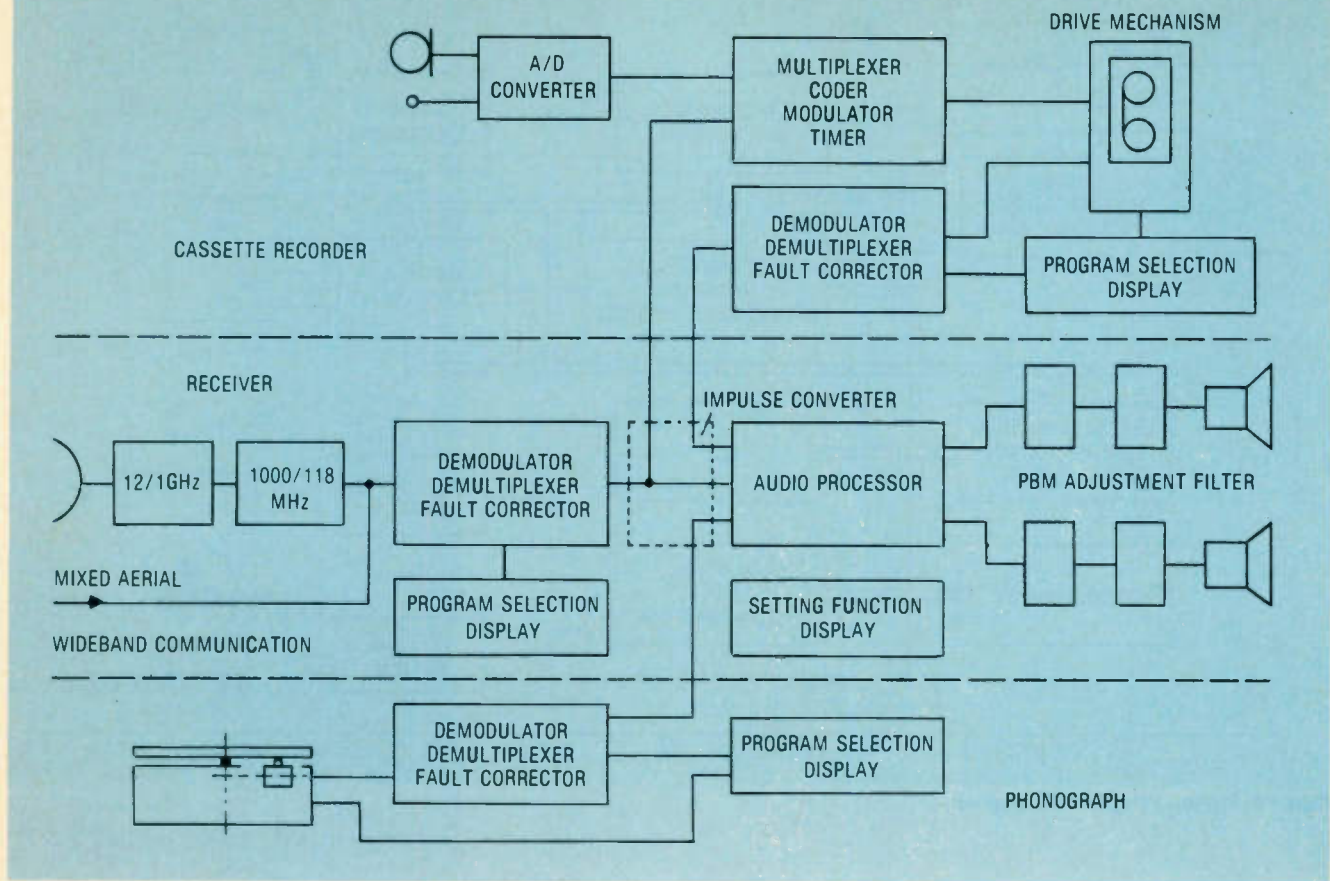 DRIVE MECHANISM
A/D
CONVERTER
MULTIPLEXER
CODER
MODULATOR
TIMER
DEMODULATOR
DEMULTIPLEXER
FAULT CORRECTOR
PROGRAM SELECTION
DISPLAY
CASSETTE RECORDER
RECEIVER
IMPULSE CONVERTER
12/1GHz
1000/118
MHz
DEMODULATOR
DEMULTIPLEXER
FAULT CORRECTOR
AUDIO PROCESSOR
PBM ADJUSTMENT FILTER
MIXED AERIAL
PROGRAM SELECTION
DISPLAY
SETTING FUNCTION
DISPLAY
WIDEBAND COMMUNICATION
DEMODULATOR
DEMULTIPLEXER
FAULT CORRECTOR
PROGRAM SELECTION
DISPLAY
PHONOGRAPH